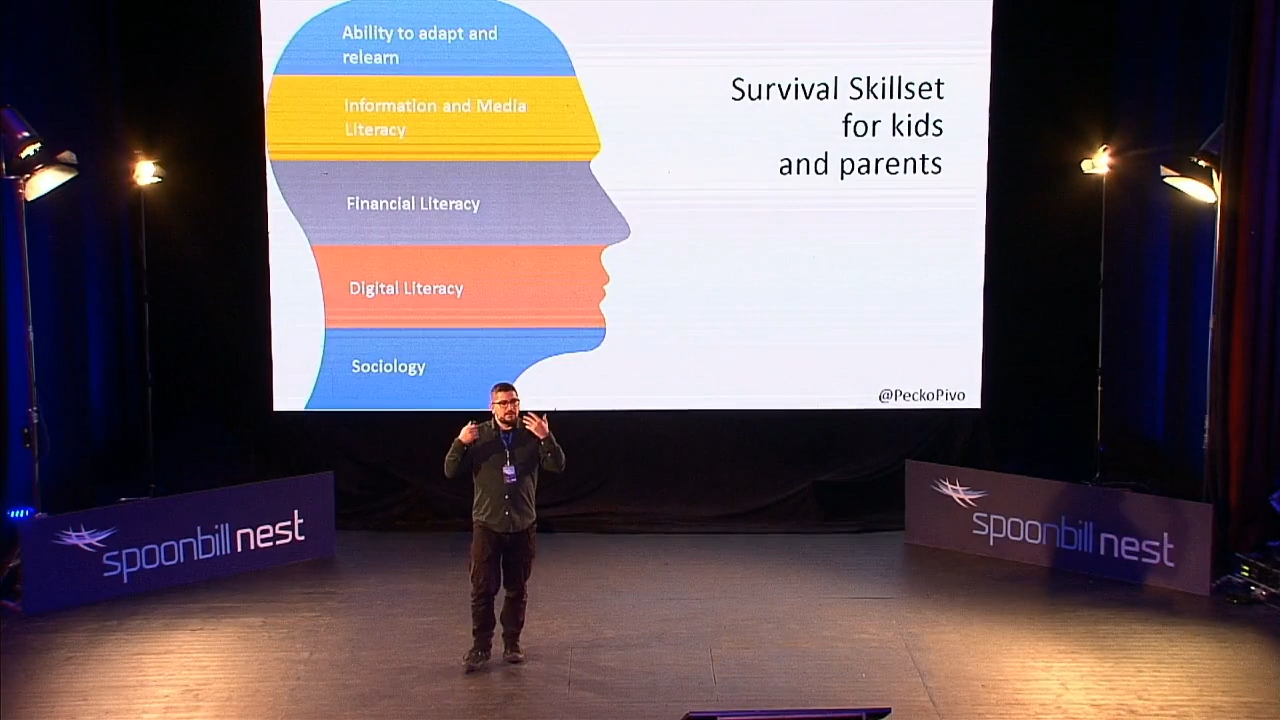 Ability to adapt and
relearn
Information and Media
Literacy
Financial Literacy
Digital Literacy
Sociology
Survival Skillset
for kids
and parents
@PeckoPivo
spoonbill nest
spoonbill nest